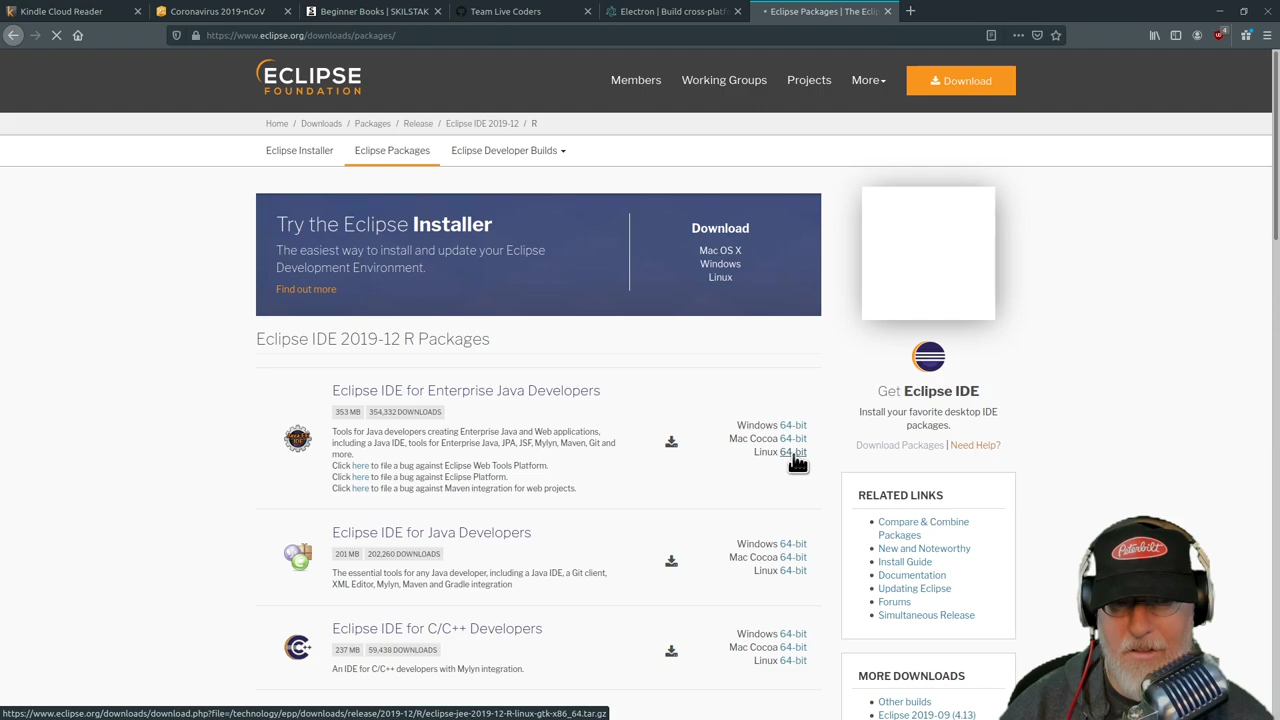 Kindle Cloud Reader
Coronavirus 2019-nCoV
Beginner Books | SKILSTAK
Team Live Coders
Electron | Build cross-platf
Eclipse Packages | The Ecli
https://www.eclipse.org/downloads/packages/
ECLIPSE
FOUNDATION
Members
Working Groups
Projects
More
Download
Home / Downloads / Packages / Release / Eclipse IDE 2019-12 / R
Eclipse Installer
Eclipse Packages
Eclipse Developer Builds
Try the Eclipse Installer
The easiest way to install and update your Eclipse
Development Environment.
Find out more
Download
Mac OS X
Windows
Linux
Eclipse IDE 2019-12 R Packages
Eclipse IDE for Enterprise Java Developers
353 MB 354,332 DOWNLOADS
Tools for Java developers creating Enterprise Java and Web applications,
including a Java IDE, tools for Enterprise Java, JPA, JSF, Mylyn, Maven, Git and
more.
Click here to file a bug against Eclipse Web Tools Platform.
Click here to file a bug against Eclipse Platform.
Click here to file a bug against Maven integration for web projects.
Windows 64-bit
Mac Cocoa 64-bit
Linux 64-bit
Eclipse IDE for Java Developers
201 MB 202,260 DOWNLOADS
The essential tools for any Java developer, including a Java IDE, a Git client,
XML Editor, Mylyn, Maven and Gradle integration
Windows 64-bit
Mac Cocoa 64-bit
Linux 64-bit
Eclipse IDE for C/C++ Developers
237 MB 59,438 DOWNLOADS
An IDE for C/C++ developers with Mylyn integration.
Windows 64-bit
Mac Cocoa 64-bit
Linux 64-bit
Get Eclipse IDE
Install your favorite desktop IDE
packages.
Download Packages | Need Help?
RELATED LINKS
Compare & Combine
Packages
New and Noteworthy
Install Guide
Documentation
Updating Eclipse
Forums
Simultaneous Release
MORE DOWNLOADS
Other builds
Eclipse 2019-09 (4.13)
Peterbilt
https://www.eclipse.org/downloads/download.php?file=/technology/epp/downloads/release/2019-12/R/eclipse-jee-2019-12-R-linux-gtk-x86_64.tar.gz